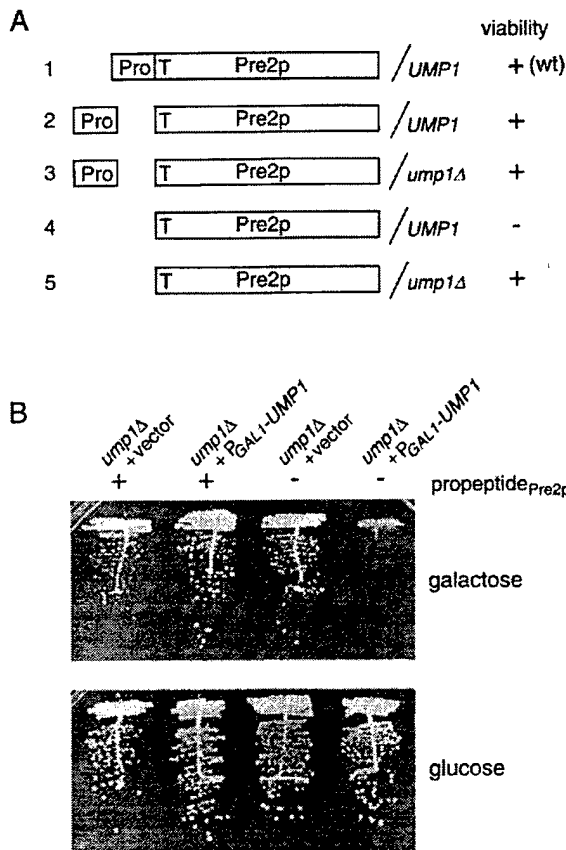 A
viability
1 Pro T Pre2p / UMP1 + (wt)
2 Pro T Pre2p / UMP1 +
3 Pro T Pre2p / ump1Δ +
4 T Pre2p / UMP1 -
5 T Pre2p / ump1Δ +
B
ump1Δ +vector
ump1Δ + PGAL1-UMP1
ump1Δ +vector
ump1Δ + PGAL1-UMP1
+ + - - propeptidePre2p
galactose
glucose